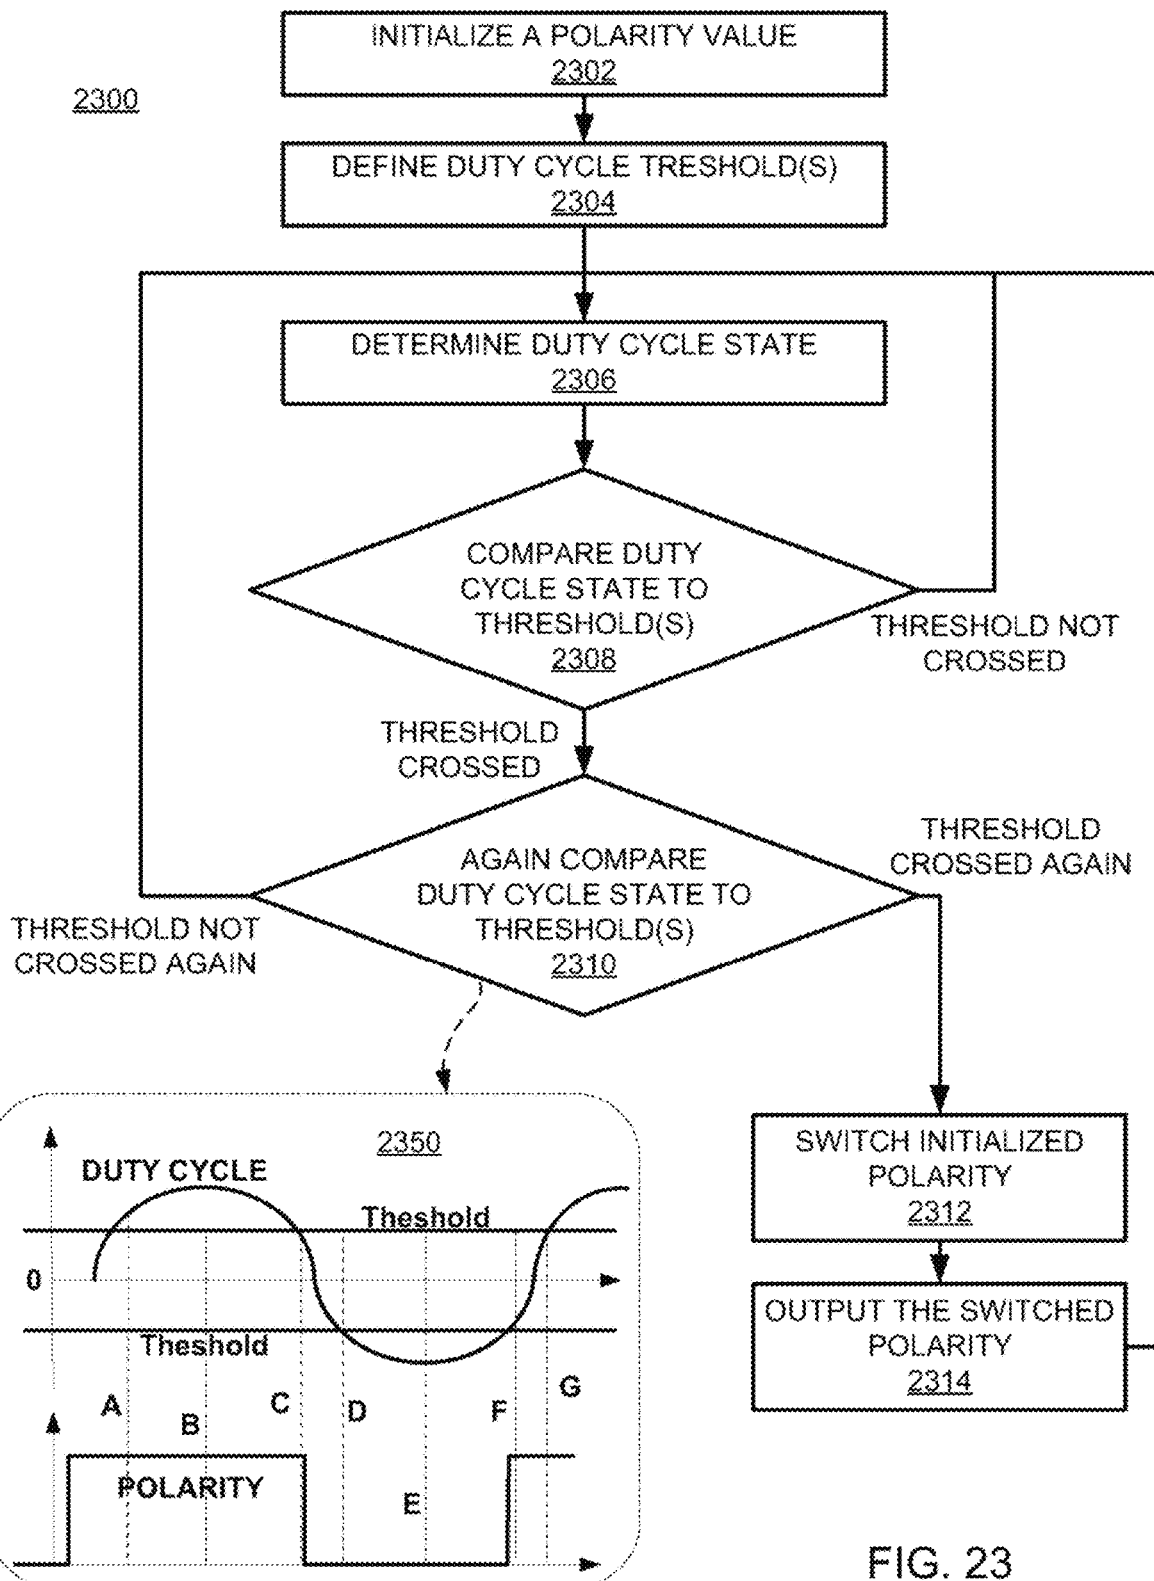 INITIALIZE A POLARITY VALUE
2302
2300
DEFINE DUTY CYCLE TRESHOLD(S)
2304
DETERMINE DUTY CYCLE STATE
2306
COMPARE DUTY
CYCLE STATE TO
THRESHOLD(S)
2308
THRESHOLD NOT
CROSSED
THRESHOLD
CROSSED
AGAIN COMPARE
DUTY CYCLE STATE TO
THRESHOLD(S)
2310
THRESHOLD
CROSSED AGAIN
THRESHOLD NOT
CROSSED AGAIN
2350
DUTY CYCLE
Theshold
0
Theshold
A
B
C
D
E
F
G
POLARITY
SWITCH INITIALIZED
POLARITY
2312
OUTPUT THE SWITCHED
POLARITY
2314
FIG. 23